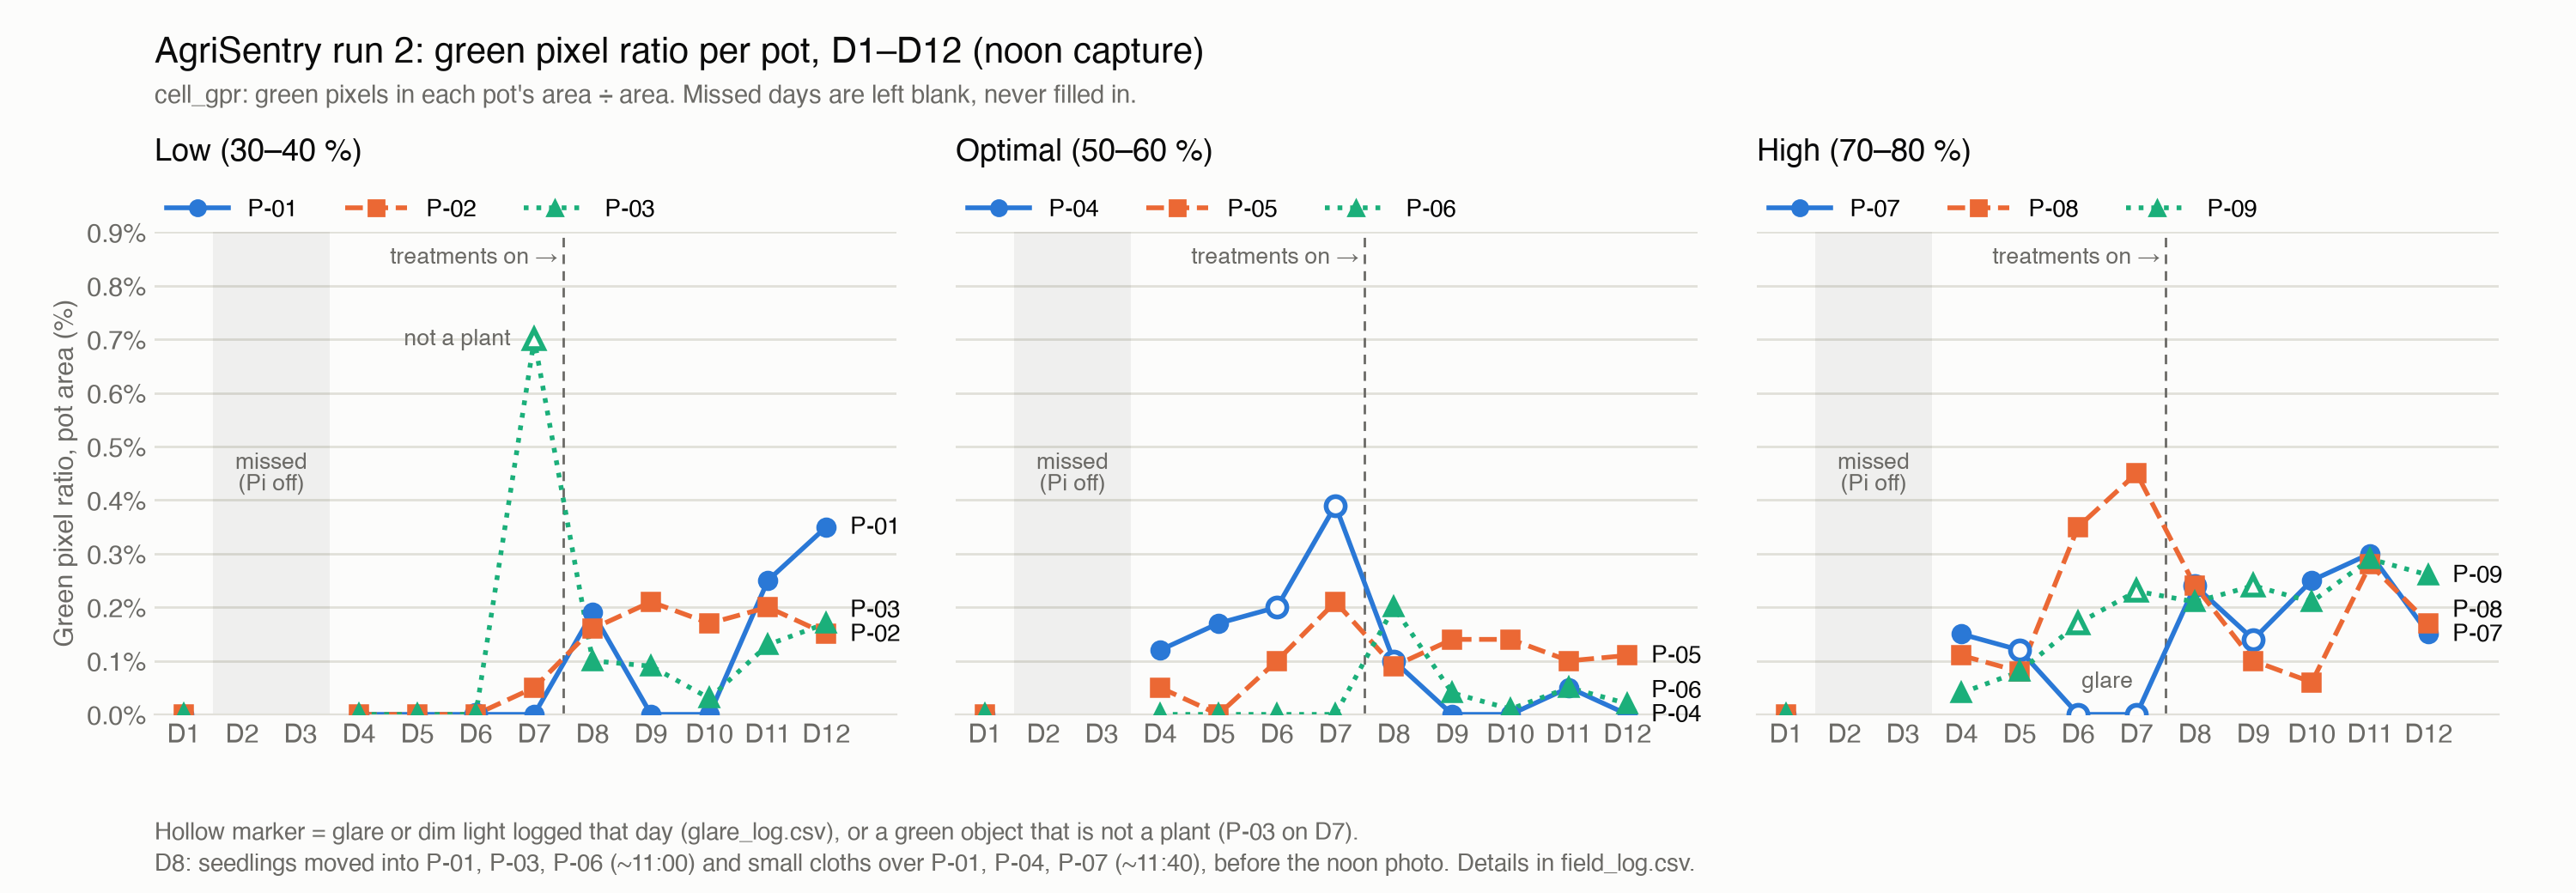 AgriSentry run 2: green pixel ratio per pot, D1–D12 (noon capture)
cell_gpr: green pixels in each pot's area ÷ area. Missed days are left blank, never filled in.
Low (30–40 %)
P-01 P-02 P-03
Green pixel ratio, pot area (%)
0.9%
0.8%
0.7%
0.6%
0.5%
0.4%
0.3%
0.2%
0.1%
0.0%
treatments on →
not a plant
missed
(Pi off)
P-01
P-03
P-02
D1 D2 D3 D4 D5 D6 D7 D8 D9 D10 D11 D12
Optimal (50–60 %)
P-04 P-05 P-06
treatments on →
missed
(Pi off)
P-05
P-06
P-04
D1 D2 D3 D4 D5 D6 D7 D8 D9 D10 D11 D12
High (70–80 %)
P-07 P-08 P-09
treatments on →
missed
(Pi off)
glare
P-09
P-08
P-07
D1 D2 D3 D4 D5 D6 D7 D8 D9 D10 D11 D12
Hollow marker = glare or dim light logged that day (glare_log.csv), or a green object that is not a plant (P-03 on D7).
D8: seedlings moved into P-01, P-03, P-06 (~11:00) and small cloths over P-01, P-04, P-07 (~11:40), before the noon photo. Details in field_log.csv.